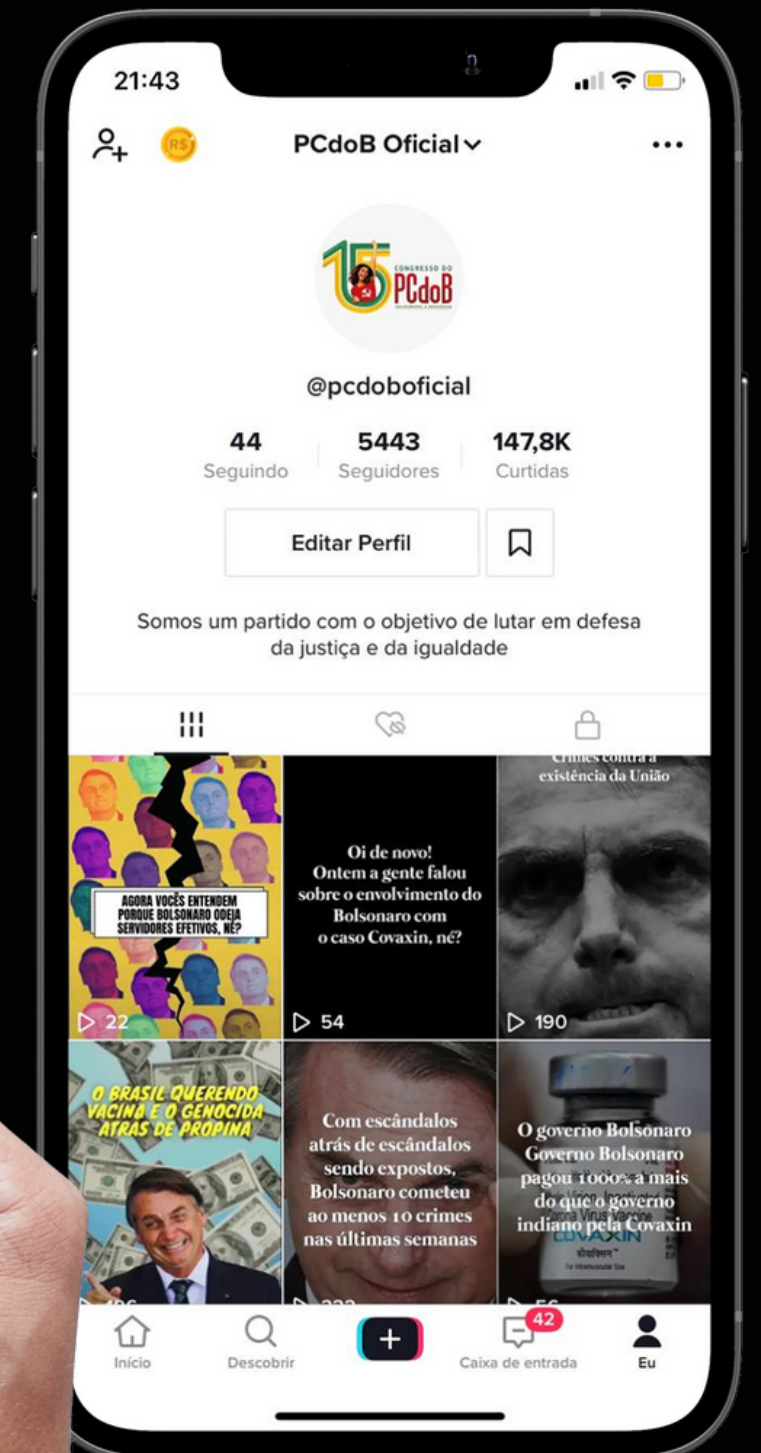 21:43
R$
PCdoB Oficial
15
CONGRESSO DO
PCdoB
@pcdoboficial
44
Seguindo
5443
Seguidores
147,8K
Curtidas
Editar Perfil
Somos um partido com o objetivo de lutar em defesa
da justiça e da igualdade
AGORA VOCÊS ENTENDEM
PORQUE BOLSONARO ODEIA
SERVIDORES EFETIVOS, NÉ?
22
Oi de novo!
Ontem a gente falou
sobre o envolvimento do
Bolsonaro com
o caso Covaxin, né?
54
Crimes contra a
existência da União
190
O BRASIL QUERENDO
VACINA E O GENOCIDA
ATRÁS DE PROPINA
Com escândalos
atrás de escândalos
sendo expostos,
Bolsonaro cometeu
ao menos 10 crimes
nas últimas semanas
O governo Bolsonaro
Governo Bolsonaro
pagou 1000% a mais
do que o governo
indiano pela Covaxin
COVAXIN
Início
Descobrir
42
Caixa de entrada
Eu